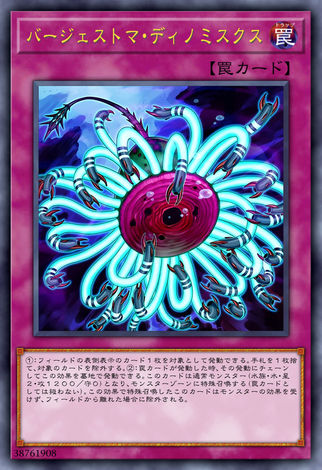 バージェストマ・ディノミスクス
トラップ
罠
【罠カード】
①:フィールドの表側表示のカード１枚を対象として発動できる。手札を１枚捨
て、対象のカードを除外する。②:罠カードが発動した時、その発動にチェーン
してこの効果を墓地で発動できる。このカードは通常モンスター（水族・水・星
２・攻１２００／守０）となり、モンスターゾーンに特殊召喚する（罠カードと
しては扱わない）。この効果で特殊召喚したこのカードはモンスターの効果を受
けず、フィールドから離れた場合に除外される。
38761908